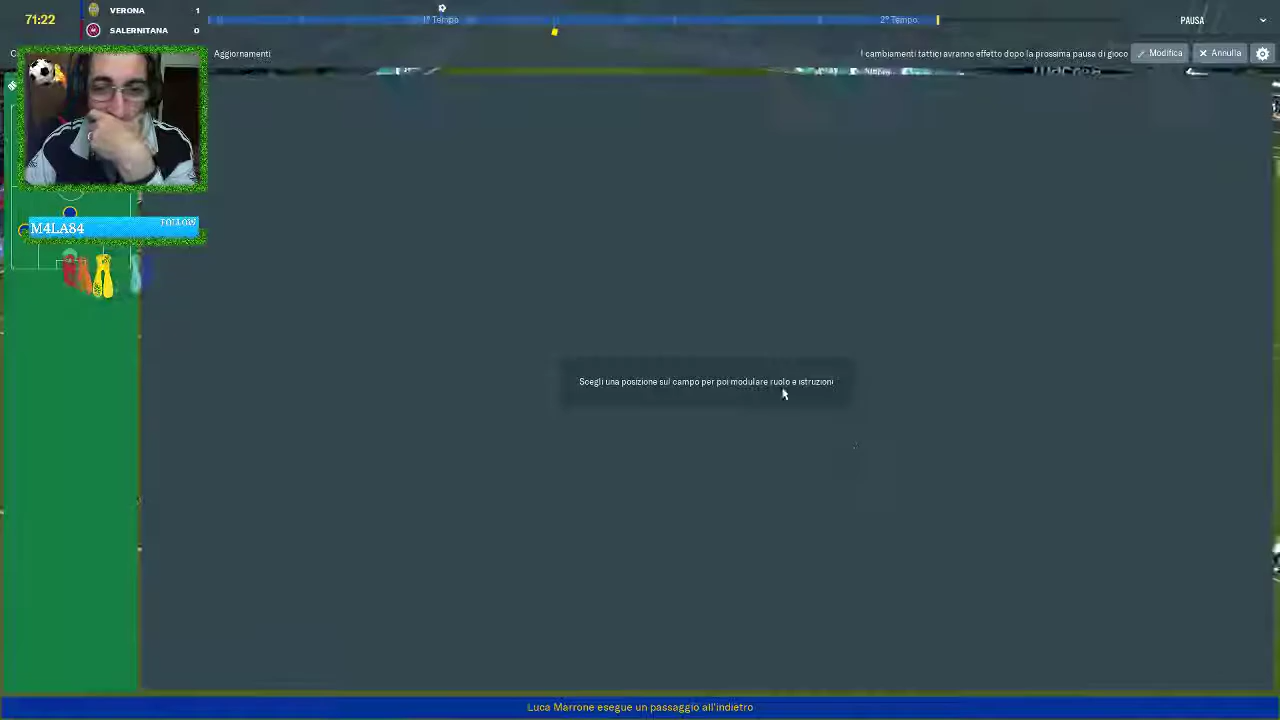 71:22
VERONA 1
SALERNITANA 0
1° Tempo
2° Tempo
PAUSA
Aggiornamenti
I cambiamenti tattici avranno effetto dopo la prossima pausa di gioco
Modifica
Annulla
M4LA84
FOLLOW
Scegli una posizione sul campo per poi modulare ruolo e istruzioni
Luca Marrone esegue un passaggio all'indietro